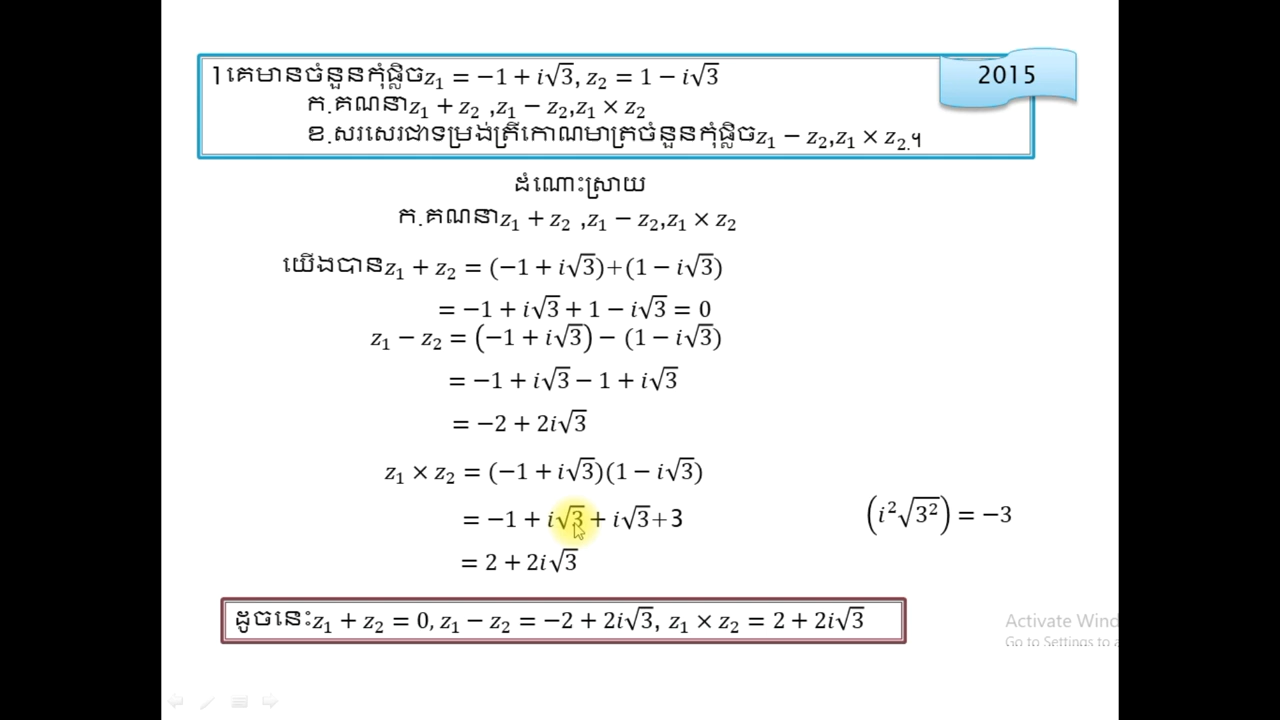 1គេមានចំនួនកុំផ្លិចz₁ = −1 + i√3, z₂ = 1 − i√3
2015
ក.គណនាz₁ + z₂ ,z₁ − z₂,z₁ × z₂
ខ.សរសេរជាទម្រង់ត្រីកោណមាត្រចំនួនកុំផ្លិចz₁ − z₂,z₁ × z₂.។
ដំណោះស្រាយ
ក.គណនាz₁ + z₂ ,z₁ − z₂,z₁ × z₂
យើងបានz₁ + z₂ = (−1 + i√3)+(1 − i√3)
= −1 + i√3 + 1 − i√3 = 0
z₁ − z₂ = (−1 + i√3) − (1 − i√3)
= −1 + i√3 − 1 + i√3
= −2 + 2i√3
z₁ × z₂ = (−1 + i√3)(1 − i√3)
= −1 + i√3 + i√3+3
(i²√3²) = −3
= 2 + 2i√3
ដូចនេះz₁ + z₂ = 0, z₁ − z₂ = −2 + 2i√3, z₁ × z₂ = 2 + 2i√3
Activate Wind
Go to Settings to a